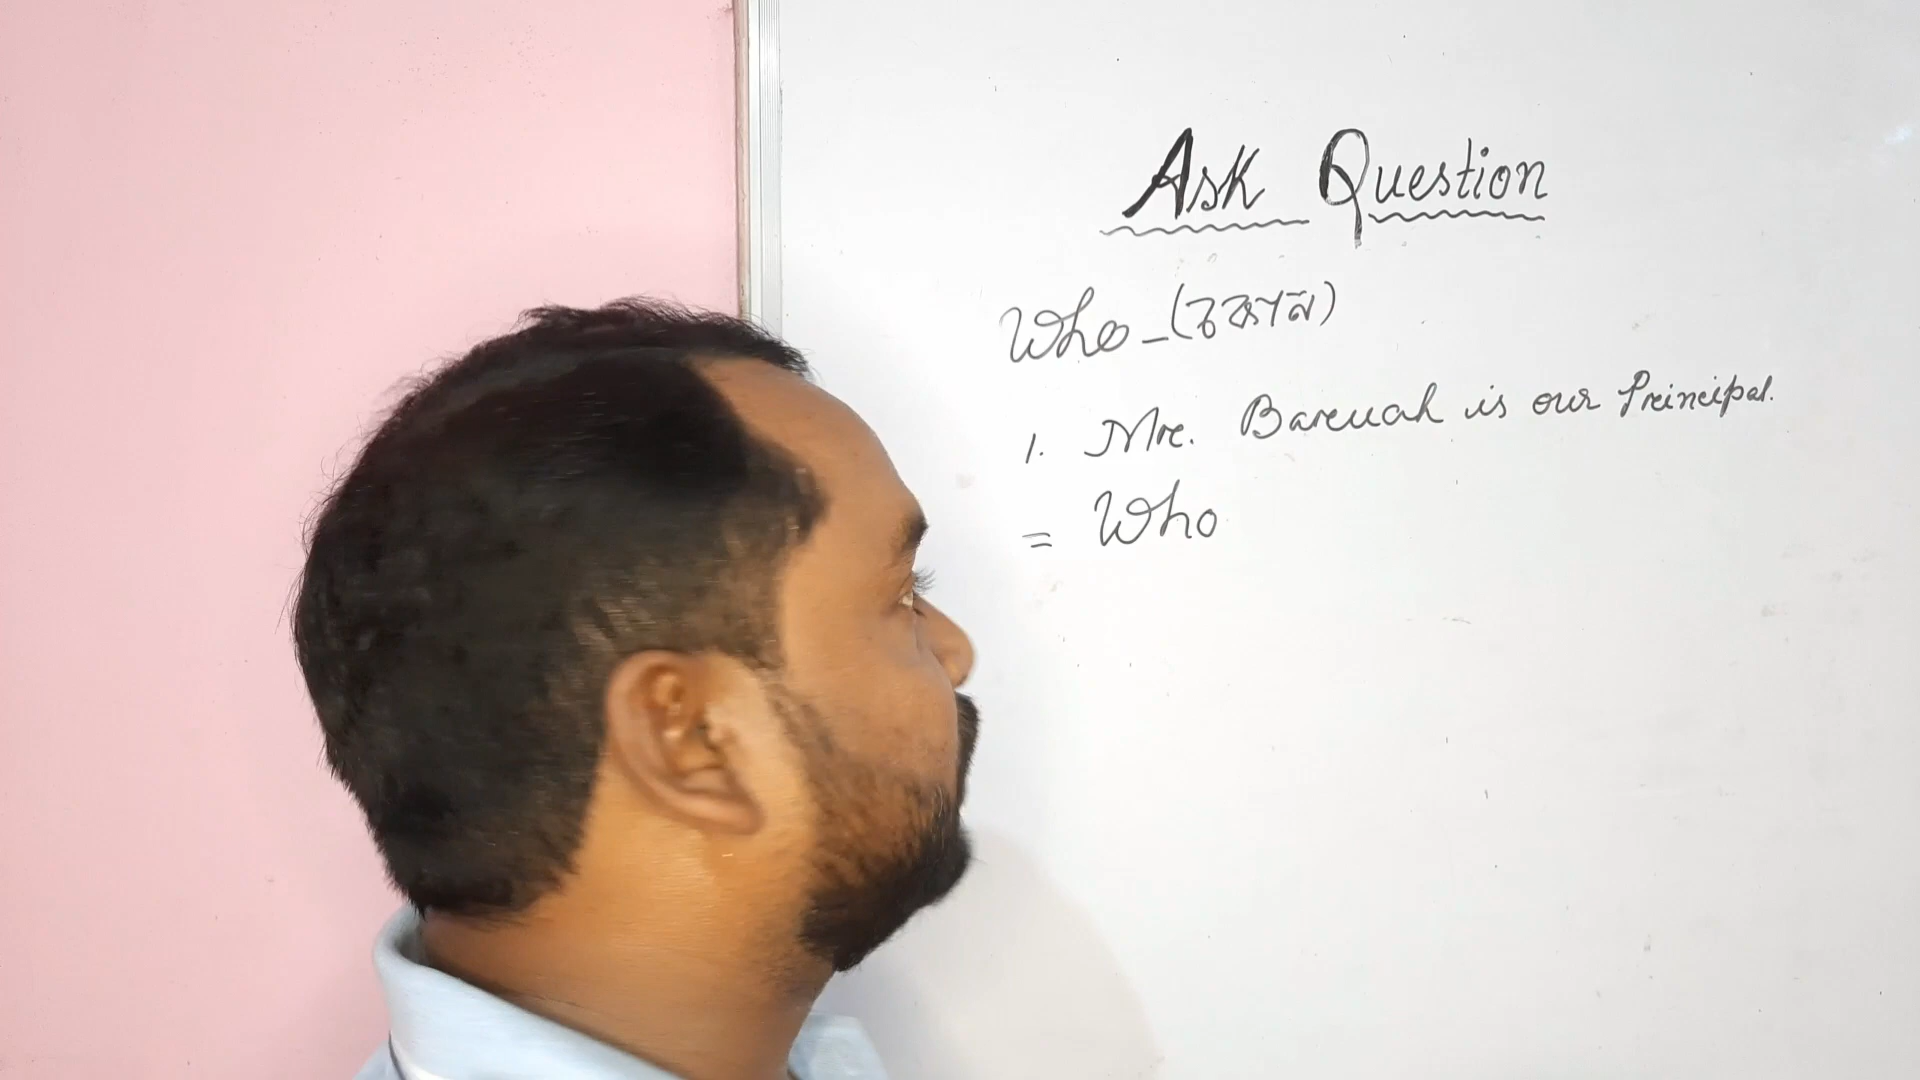 Ask Question
Who - (কোন)
1. Mr. Baruah is our Principal.
= Who